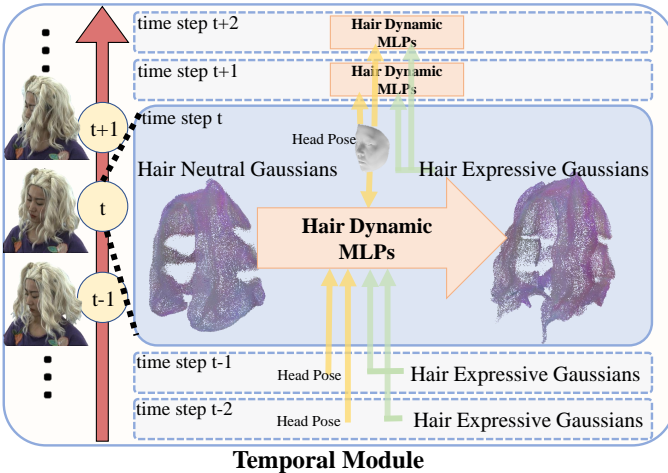 time step t+2
Hair Dynamic
MLPs
time step t+1
Hair Dynamic
MLPs
t+1
time step t
Head Pose
Hair Neutral Gaussians
Hair Expressive Gaussians
t
Hair Dynamic
MLPs
t-1
time step t-1
Head Pose
Hair Expressive Gaussians
time step t-2
Head Pose
Hair Expressive Gaussians
Temporal Module